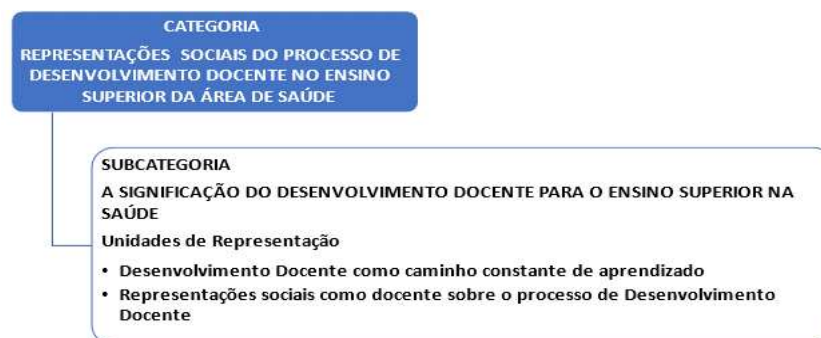 CATEGORIA
REPRESENTAÇÕES SOCIAIS DO PROCESSO DE
DESENVOLVIMENTO DOCENTE NO ENSINO
SUPERIOR DA ÁREA DE SAÚDE
SUBCATEGORIA
A SIGNIFICAÇÃO DO DESENVOLVIMENTO DOCENTE PARA O ENSINO SUPERIOR NA
SAÚDE
Unidades de Representação
• Desenvolvimento Docente como caminho constante de aprendizado
• Representações sociais como docente sobre o processo de Desenvolvimento
Docente